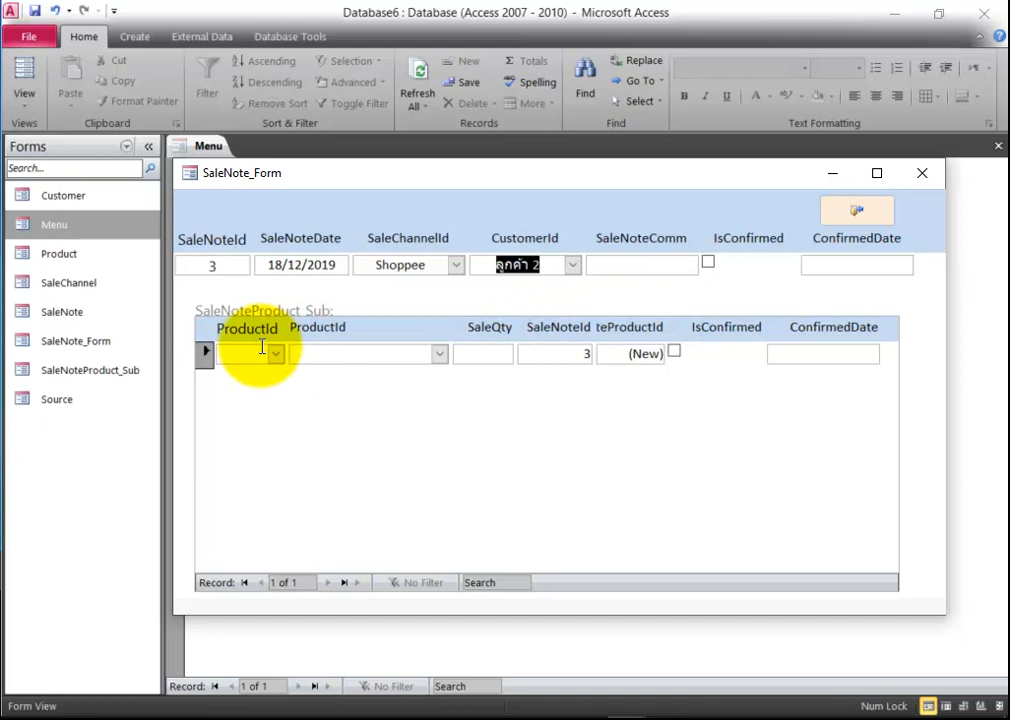 Database6 : Database (Access 2007 - 2010) - Microsoft Access
File Home Create External Data Database Tools
View
Views
Paste
Cut
Copy
Format Painter
Clipboard
Filter
Ascending
Descending
Remove Sort
Selection
Advanced
Toggle Filter
Sort & Filter
Refresh
All
New
Save
Delete
Totals
Spelling
More
Records
Find
Replace
Go To
Select
Find
B I U A
Text Formatting
Forms
Search...
Customer
Menu
Product
SaleChannel
SaleNote
SaleNote_Form
SaleNoteProduct_Sub
Source
Menu
SaleNote_Form
SaleNoteId SaleNoteDate SaleChannelId CustomerId SaleNoteComm IsConfirmed ConfirmedDate
3 18/12/2019 Shoppee ลูกค้า 2
SaleNoteProduct_Sub:
ProductId ProductId SaleQty SaleNoteId teProductId IsConfirmed ConfirmedDate
3 (New)
Record: 1 of 1 No Filter Search
Record: 1 of 1 No Filter Search
Form View Num Lock